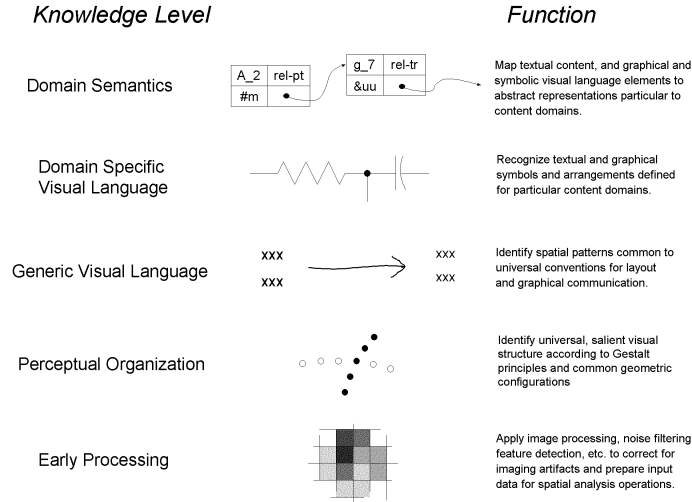 Knowledge Level
Function
Domain Semantics
A_2 rel-pt
#m
g_7 rel-tr
&uu
Map textual content, and graphical and
symbolic visual language elements to
abstract representations particular to
content domains.
Domain Specific
Visual Language
Recognize textual and graphical
symbols and arrangements defined
for particular content domains.
Generic Visual Language
xxx
xxx
xxx
xxx
Identify spatial patterns common to
universal conventions for layout
and graphical communication.
Perceptual Organization
Identify universal, salient visual
structure according to Gestalt
principles and common geometric
configurations
Early Processing
Apply image processing, noise filtering
feature detection, etc. to correct for
imaging artifacts and prepare input
data for spatial analysis operations.